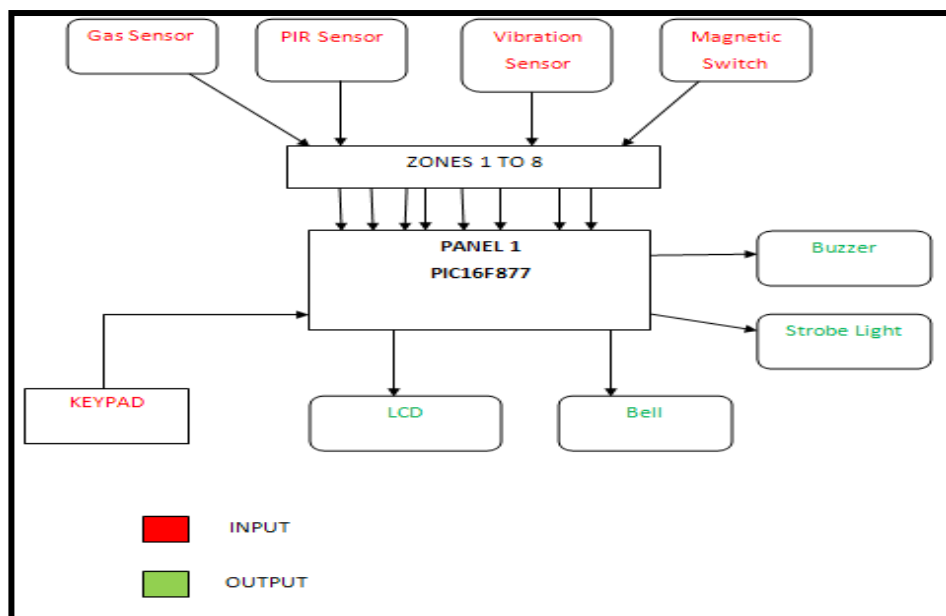 Gas Sensor
PIR Sensor
Vibration
Sensor
Magnetic
Switch
ZONES 1 TO 8
PANEL 1
PIC16F877
Buzzer
Strobe Light
KEYPAD
LCD
Bell
INPUT
OUTPUT